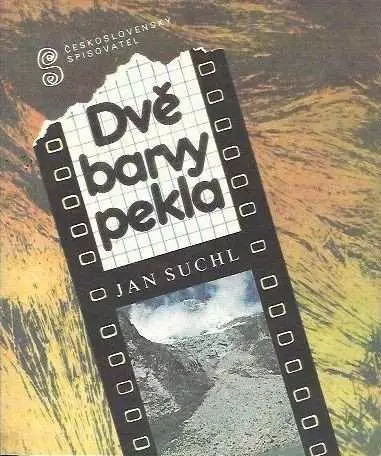 ČESKOSLOVENSKÝ
SPISOVATEL
Dvě
barvy
pekla
JAN SUCHL